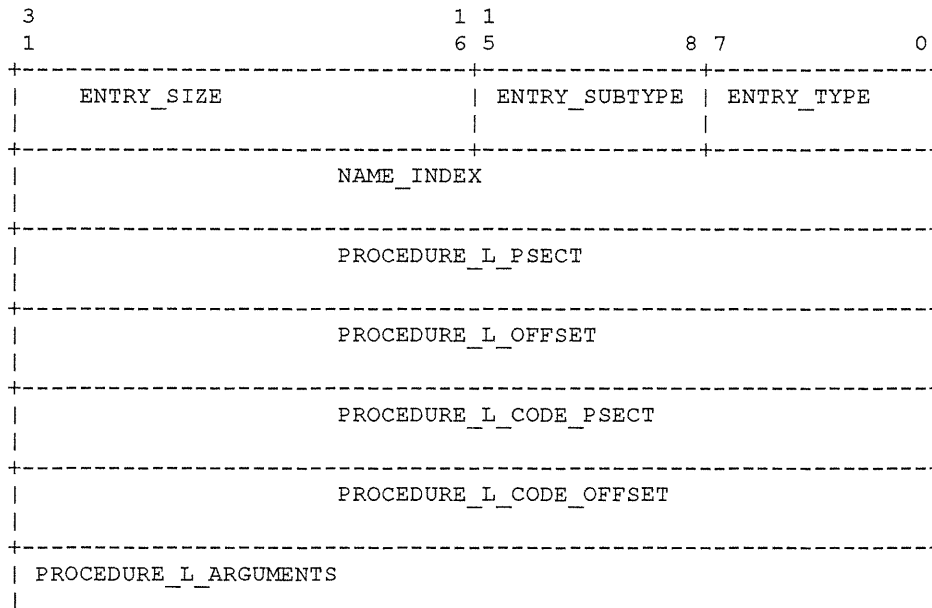 3 1 1
1 6 5 8 7 0
ENTRY_SIZE ENTRY_SUBTYPE ENTRY_TYPE
NAME_INDEX
PROCEDURE_L_PSECT
PROCEDURE_L_OFFSET
PROCEDURE_L_CODE_PSECT
PROCEDURE_L_CODE_OFFSET
PROCEDURE_L_ARGUMENTS